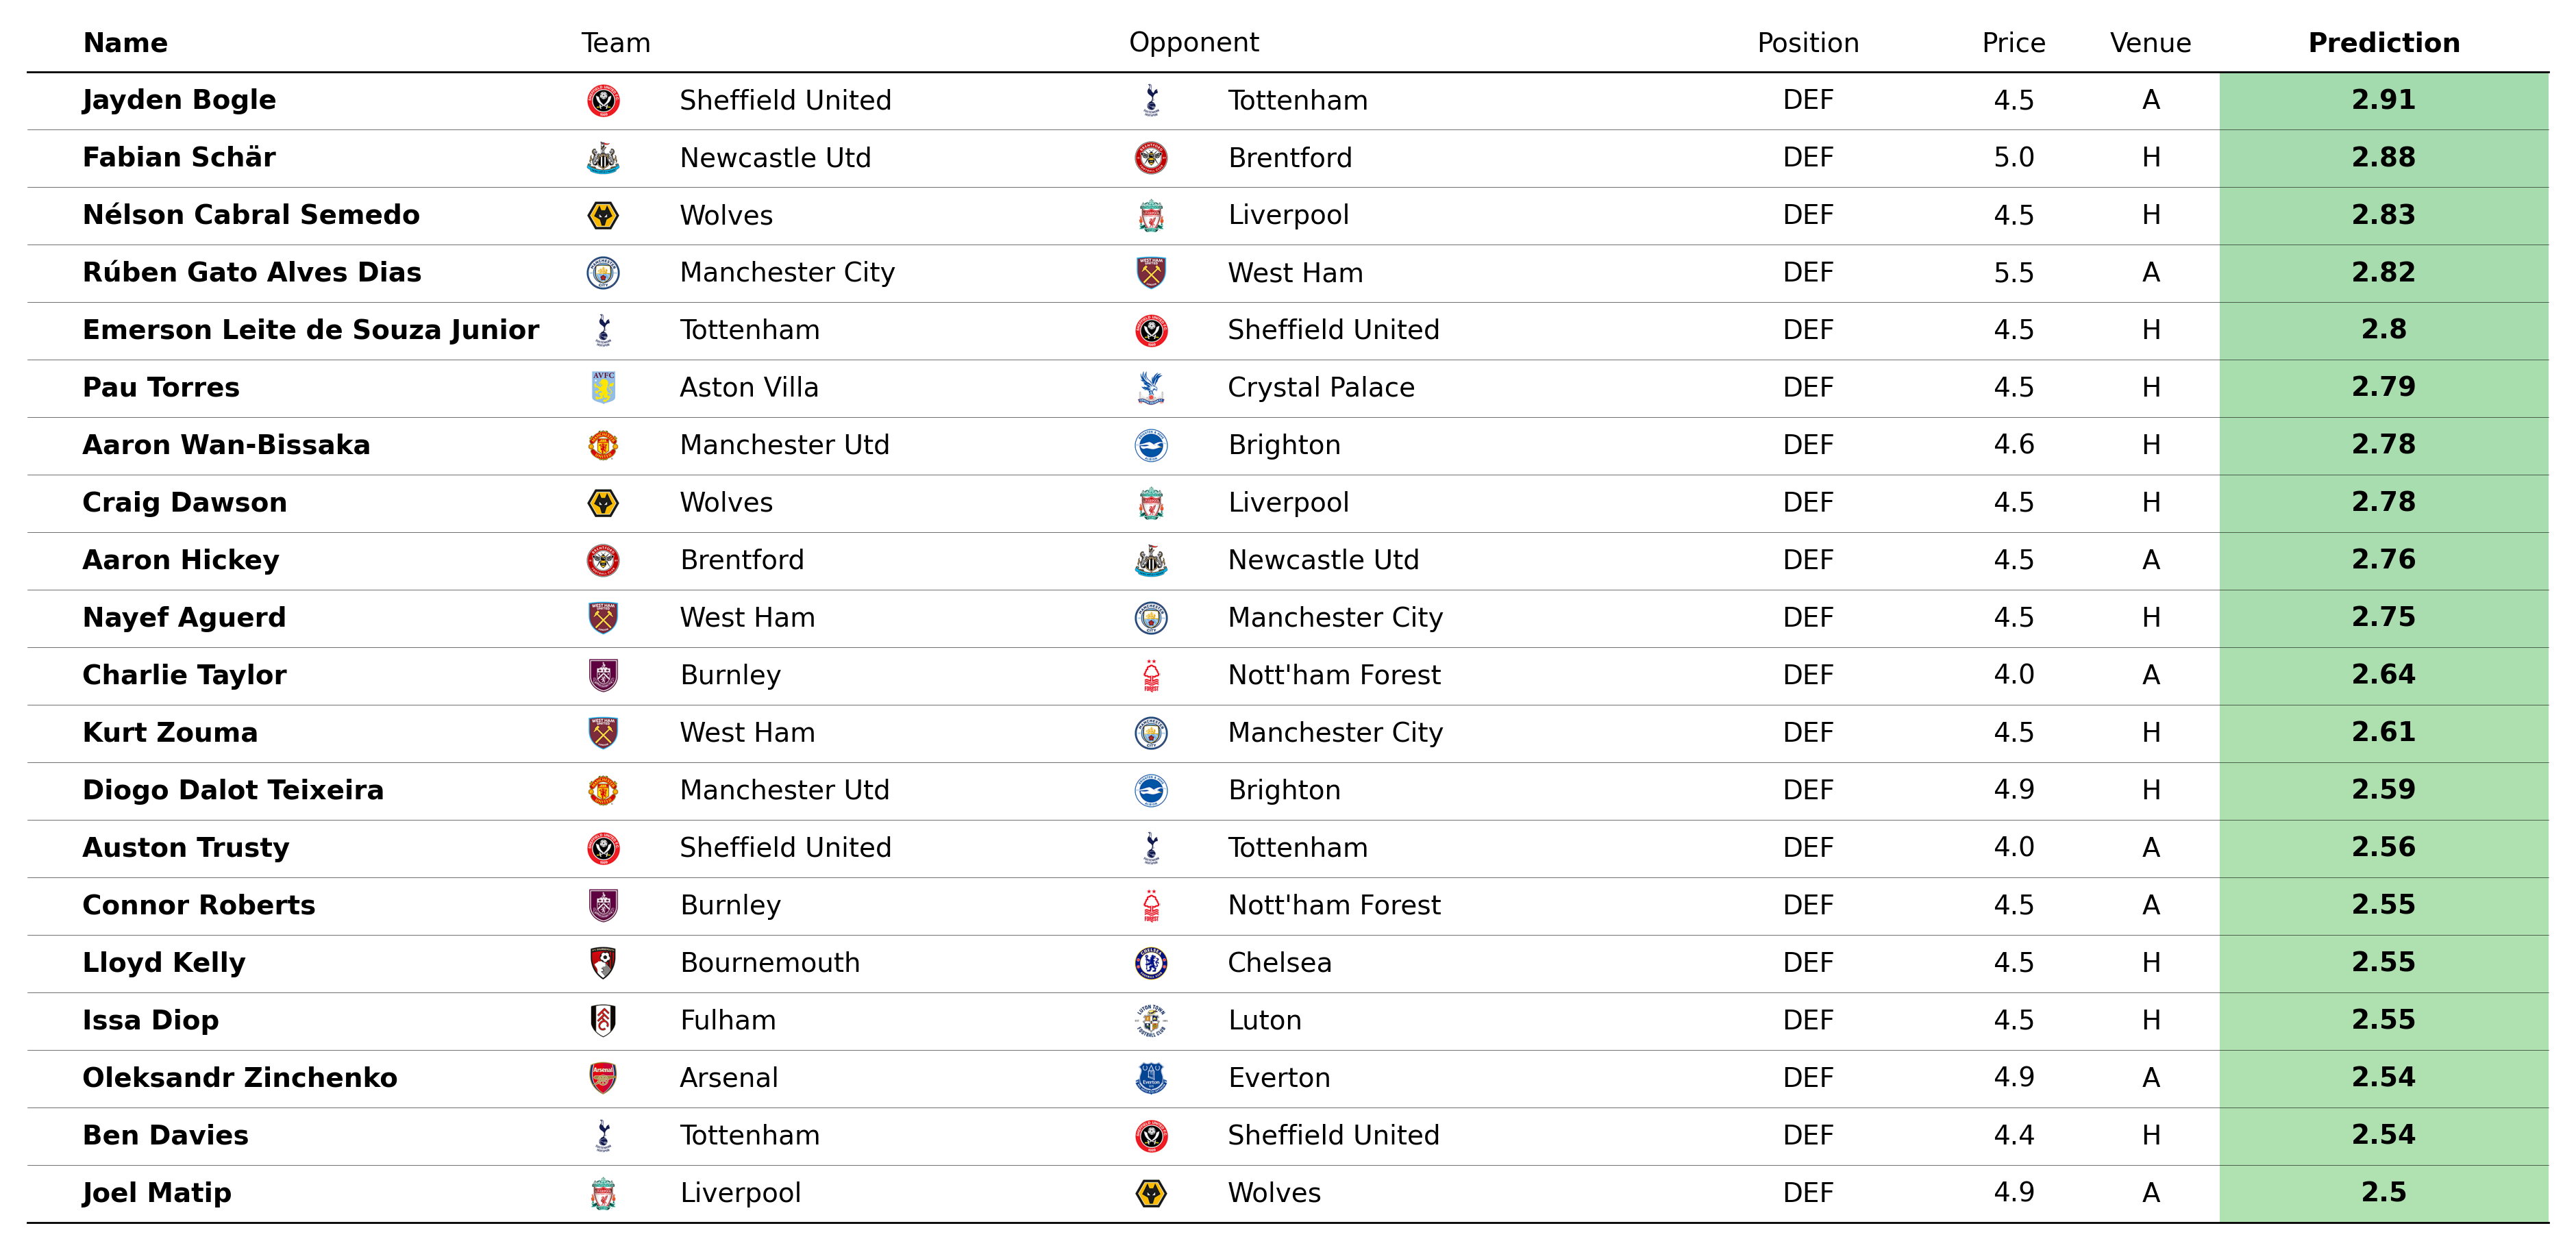 Name Team Opponent Position Price Venue Prediction
Jayden Bogle Sheffield United Tottenham DEF 4.5 A 2.91
Fabian Schär Newcastle Utd Brentford DEF 5.0 H 2.88
Nélson Cabral Semedo Wolves Liverpool DEF 4.5 H 2.83
Rúben Gato Alves Dias Manchester City West Ham DEF 5.5 A 2.82
Emerson Leite de Souza Junior Tottenham Sheffield United DEF 4.5 H 2.8
Pau Torres Aston Villa Crystal Palace DEF 4.5 H 2.79
Aaron Wan-Bissaka Manchester Utd Brighton DEF 4.6 H 2.78
Craig Dawson Wolves Liverpool DEF 4.5 H 2.78
Aaron Hickey Brentford Newcastle Utd DEF 4.5 A 2.76
Nayef Aguerd West Ham Manchester City DEF 4.5 H 2.75
Charlie Taylor Burnley Nott'ham Forest DEF 4.0 A 2.64
Kurt Zouma West Ham Manchester City DEF 4.5 H 2.61
Diogo Dalot Teixeira Manchester Utd Brighton DEF 4.9 H 2.59
Auston Trusty Sheffield United Tottenham DEF 4.0 A 2.56
Connor Roberts Burnley Nott'ham Forest DEF 4.5 A 2.55
Lloyd Kelly Bournemouth Chelsea DEF 4.5 H 2.55
Issa Diop Fulham Luton DEF 4.5 H 2.55
Oleksandr Zinchenko Arsenal Everton DEF 4.9 A 2.54
Ben Davies Tottenham Sheffield United DEF 4.4 H 2.54
Joel Matip Liverpool Wolves DEF 4.9 A 2.5